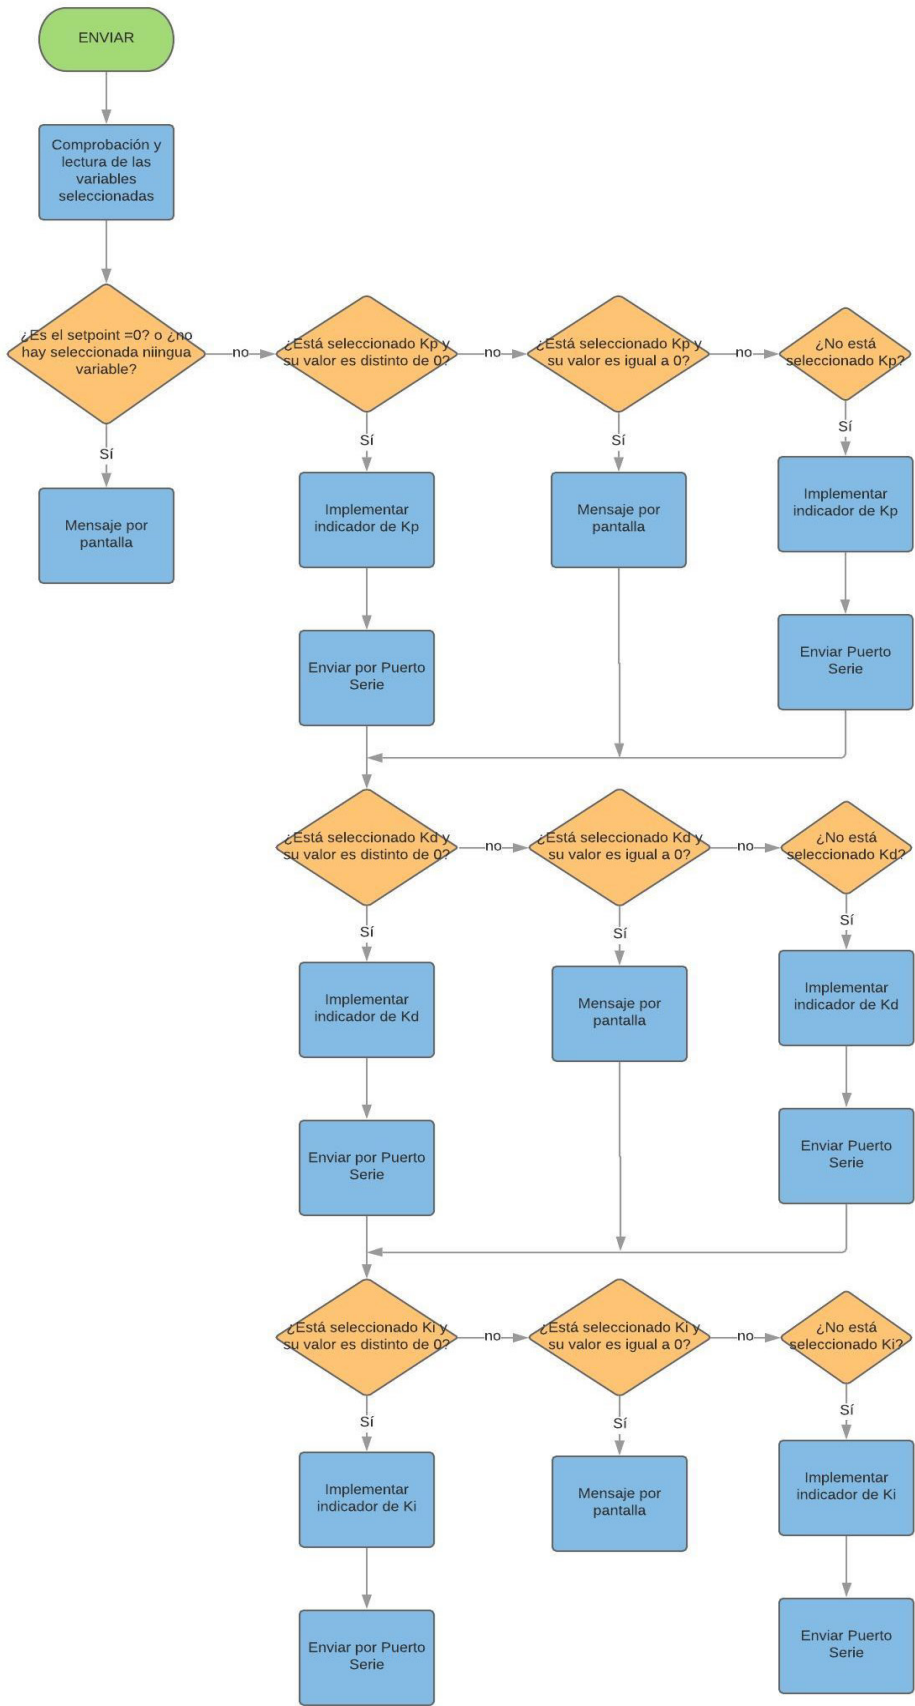 ENVIAR
Comprobación y
lectura de las
variables
seleccionadas
¿Es el setpoint =0? o ¿no
hay seleccionada niingua
variable?
no
¿Está seleccionado Kp y
su valor es distinto de 0?
no
¿Está seleccionado Kp y
su valor es igual a 0?
no
¿No está
seleccionado Kp?
Sí
Sí
Sí
Sí
Mensaje por
pantalla
Implementar
indicador de Kp
Mensaje por
pantalla
Implementar
indicador de Kp
Enviar por Puerto
Serie
Enviar Puerto
Serie
¿Está seleccionado Kd y
su valor es distinto de 0?
no
¿Está seleccionado Kd y
su valor es igual a 0?
no
¿No está
seleccionado Kd?
Sí
Sí
Sí
Implementar
indicador de Kd
Mensaje por
pantalla
Implementar
indicador de Kd
Enviar por Puerto
Serie
Enviar Puerto
Serie
¿Está seleccionado Ki y
su valor es distinto de 0?
no
¿Está seleccionado Ki y
su valor es igual a 0?
no
¿No está
seleccionado Ki?
Sí
Sí
Sí
Implementar
indicador de Ki
Mensaje por
pantalla
Implementar
indicador de Ki
Enviar por Puerto
Serie
Enviar Puerto
Serie